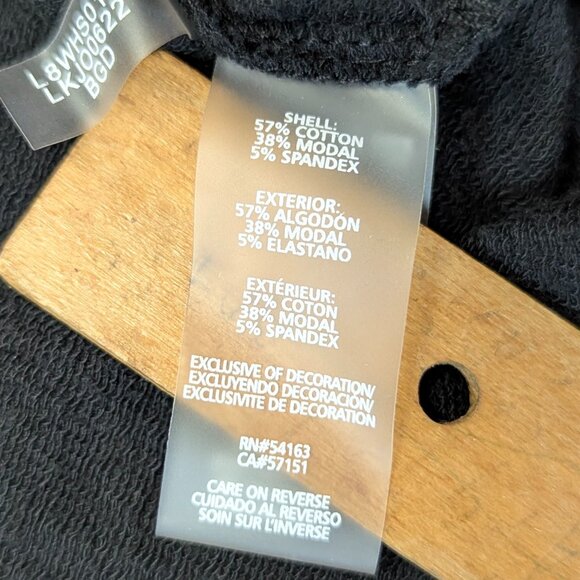 L8WHS01
LKJO0622
BGD
SHELL:
57% COTTON
38% MODAL
5% SPANDEX
EXTERIOR:
57% ALGODÓN
38% MODAL
5% ELASTANO
EXTÉRIEUR:
57% COTON
38% MODAL
5% SPANDEX
EXCLUSIVE OF DECORATION/
EXCLUYENDO DECORACIÓN/
EXCLUSIVITE DE DECORATION
RN#54163
CA#57151
CARE ON REVERSE
CUIDADO AL REVERSO
SOIN SUR L'INVERSE